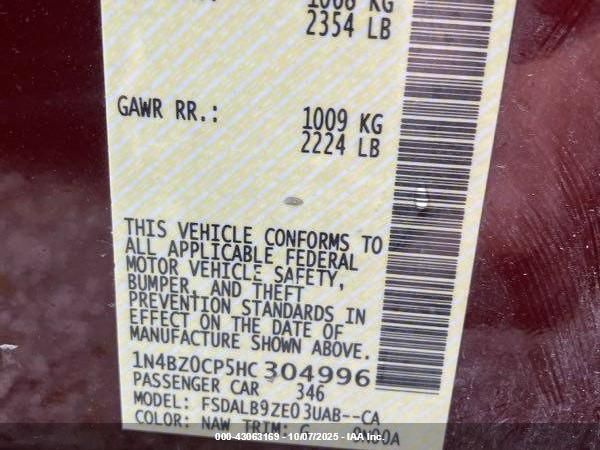 1068 KG
2354 LB
GAWR RR.: 1009 KG
2224 LB
THIS VEHICLE CONFORMS TO
ALL APPLICABLE FEDERAL
MOTOR VEHICLE SAFETY,
BUMPER, AND THEFT
PREVENTION STANDARDS IN
EFFECT ON THE DATE OF
MANUFACTURE SHOWN ABOVE.
1N4BZ0CP5HC304996
PASSENGER CAR 346
MODEL: FSDALB9ZE03UAB--CA
COLOR: NAW TRIM: G
000-43063169 - 10/07/2025 - IAA Inc.